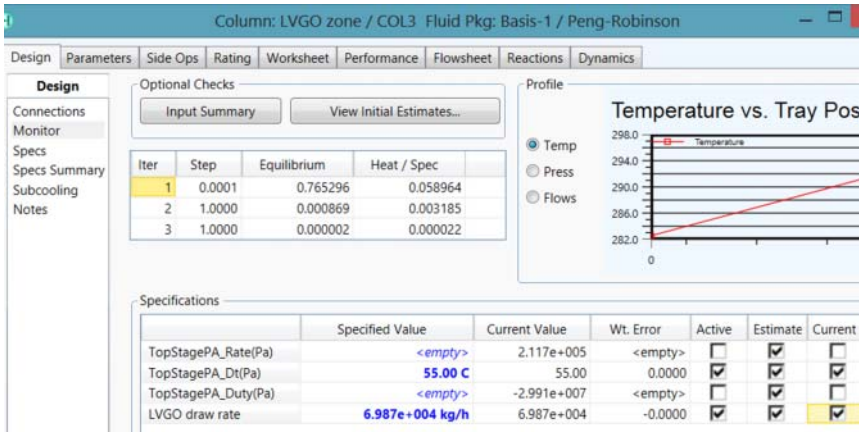 Column: LVGO zone / COL3 Fluid Pkg: Basis-1 / Peng-Robinson
Design Parameters Side Ops Rating Worksheet Performance Flowsheet Reactions Dynamics
Design
Connections
Monitor
Specs
Specs Summary
Subcooling
Notes
Optional Checks
Input Summary View Initial Estimates...
Iter Step Equilibrium Heat / Spec
1 0.0001 0.765296 0.058964
2 1.0000 0.000869 0.003185
3 1.0000 0.000002 0.000022
Profile
Temp
Press
Flows
Temperature vs. Tray Pos
Temperature
298.0
294.0
290.0
286.0
282.0
0
Specifications
Specified Value Current Value Wt. Error Active Estimate Current
TopStagePA_Rate(Pa) <empty> 2.117e+005 <empty>
TopStagePA_Dt(Pa) 55.00 C 55.00 0.0000
TopStagePA_Duty(Pa) <empty> -2.991e+007 <empty>
LVGO draw rate 6.987e+004 kg/h 6.987e+004 -0.0000